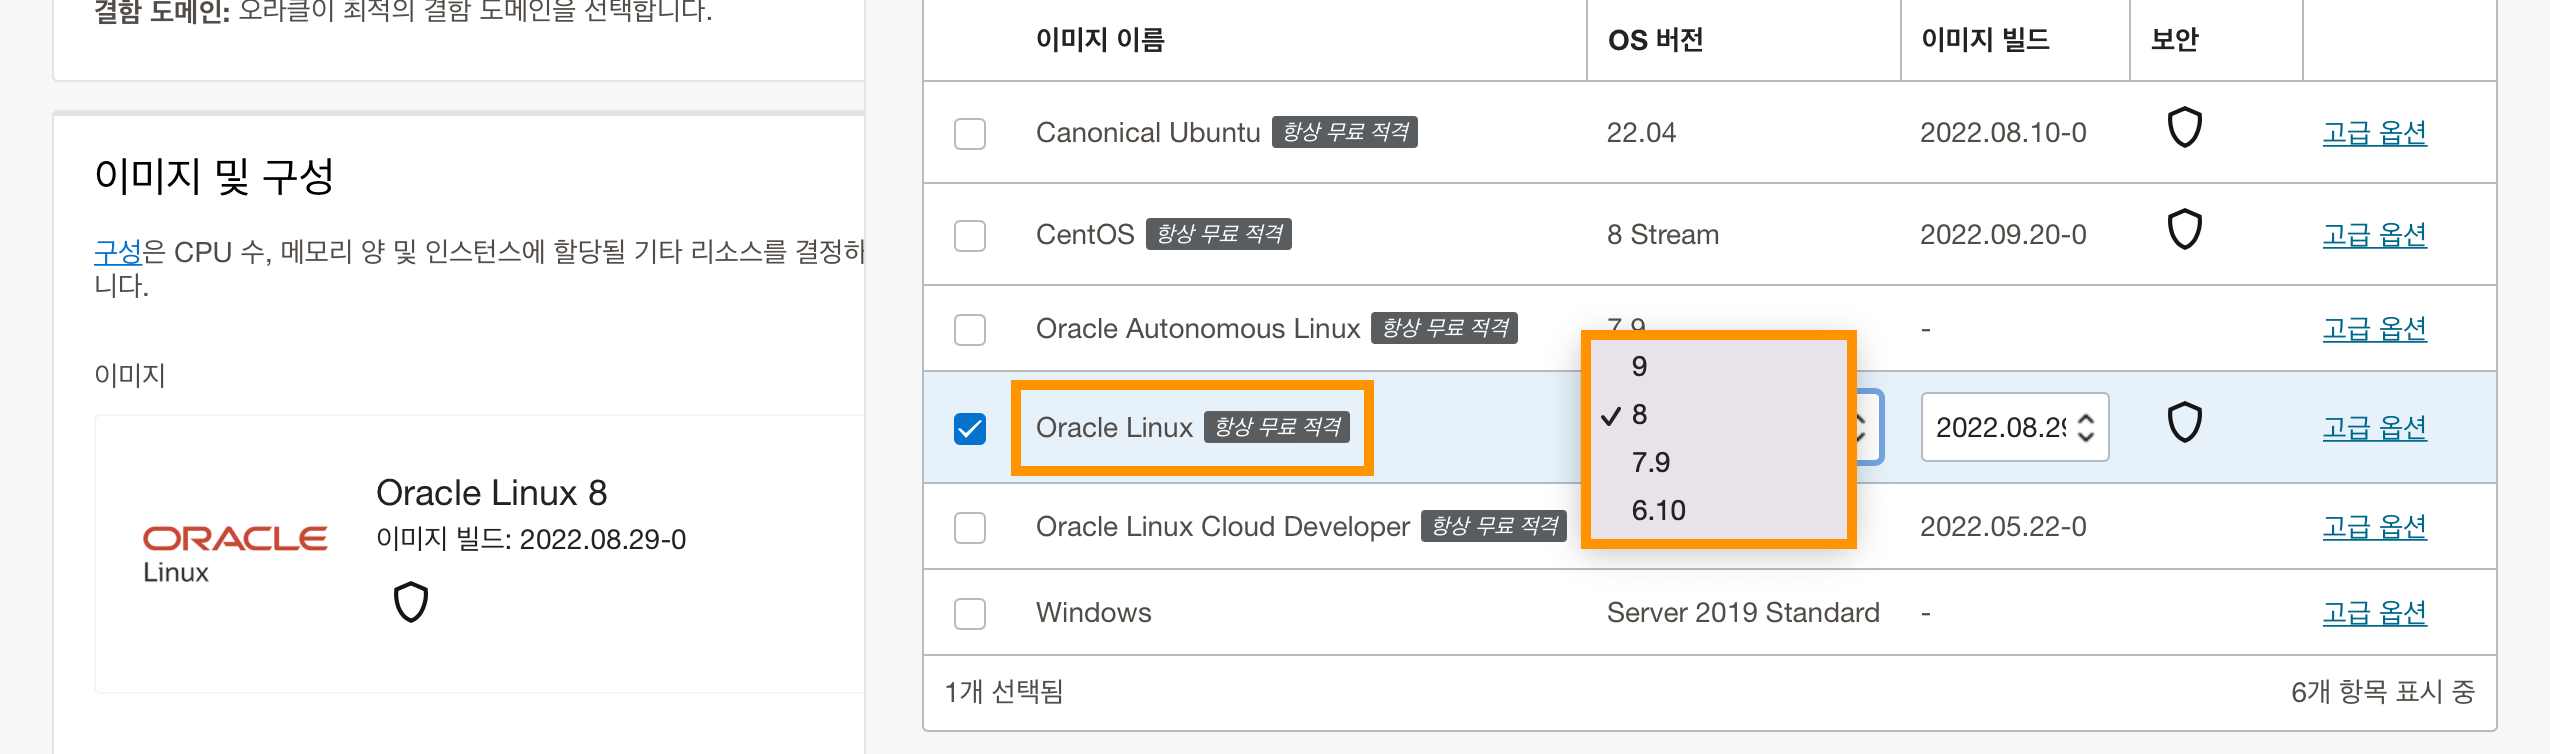 결함 도메인: 오라클이 최적의 결함 도메인을 선택합니다.
이미지 및 구성
구성은 CPU 수, 메모리 양 및 인스턴스에 할당될 기타 리소스를 결정하
니다.
이미지
ORACLE
Linux
Oracle Linux 8
이미지 빌드: 2022.08.29-0
이미지 이름 OS 버전 이미지 빌드 보안
Canonical Ubuntu 항상 무료 적격 22.04 2022.08.10-0 고급 옵션
CentOS 항상 무료 적격 8 Stream 2022.09.20-0 고급 옵션
Oracle Autonomous Linux 항상 무료 적격 7.9 - 고급 옵션
Oracle Linux 항상 무료 적격 2022.08.29 고급 옵션
9
8
7.9
6.10
Oracle Linux Cloud Developer 항상 무료 적격 2022.05.22-0 고급 옵션
Windows Server 2019 Standard - 고급 옵션
1개 선택됨 6개 항목 표시 중